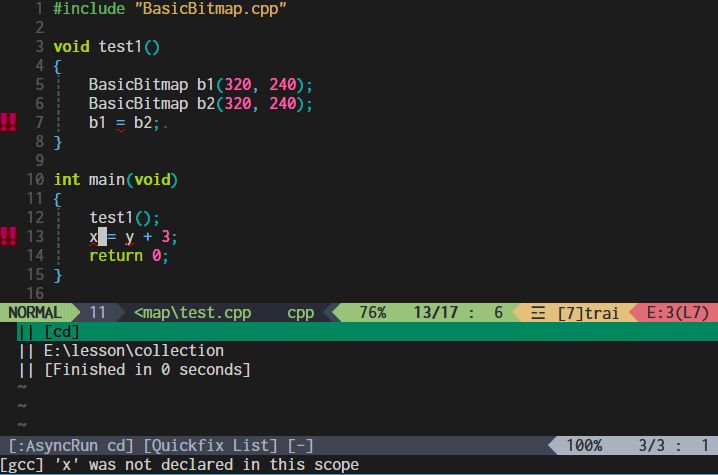 1 #include "BasicBitmap.cpp"
2
3 void test1()
4 {
5 BasicBitmap b1(320, 240);
6 BasicBitmap b2(320, 240);
!! 7 b1 = b2;.
8 }
9
10 int main(void)
11 {
12 test1();
!! 13 x = y + 3;
14 return 0;
15 }
16
NORMAL 11 <map\test.cpp cpp 76% 13/17 : 6 ☲ [7]trai E:3(L7)
|| [cd]
|| E:\lesson\collection
|| [Finished in 0 seconds]
~
~
~
[:AsyncRun cd] [Quickfix List] [-] 100% 3/3 : 1
[gcc] 'x' was not declared in this scope